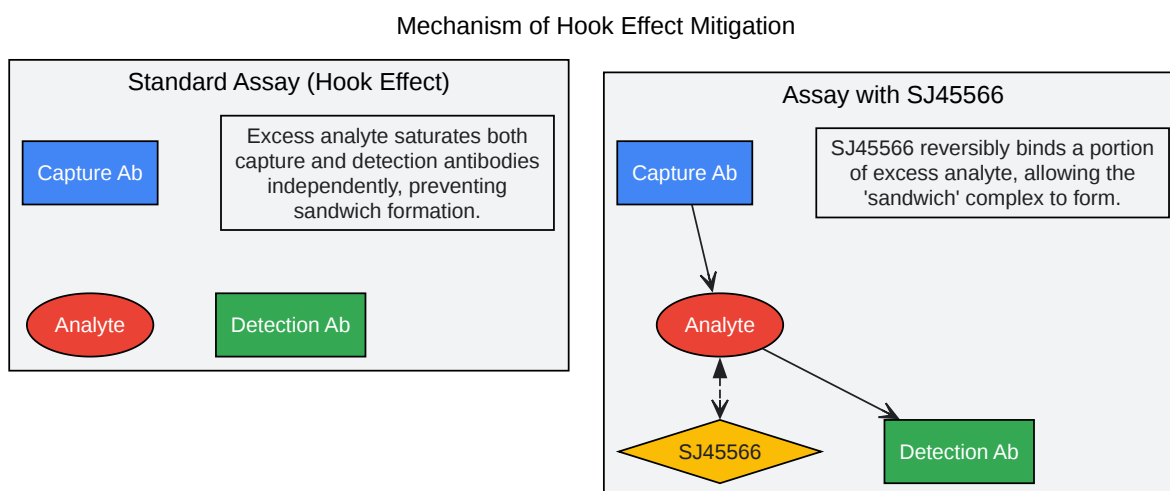 Mechanism of Hook Effect Mitigation
Standard Assay (Hook Effect)
Capture Ab
Excess analyte saturates both
capture and detection antibodies
independently, preventing
sandwich formation.
Analyte
Detection Ab
Assay with SJ45566
Capture Ab
SJ45566 reversibly binds a portion
of excess analyte, allowing the
'sandwich' complex to form.
Analyte
SJ45566
Detection Ab